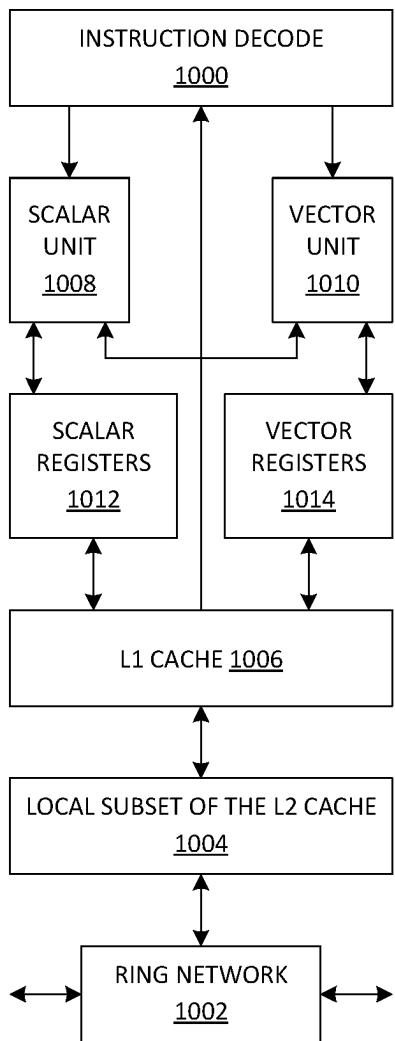 INSTRUCTION DECODE
1000
SCALAR
UNIT
1008
VECTOR
UNIT
1010
SCALAR
REGISTERS
1012
VECTOR
REGISTERS
1014
L1 CACHE 1006
LOCAL SUBSET OF THE L2 CACHE
1004
RING NETWORK
1002